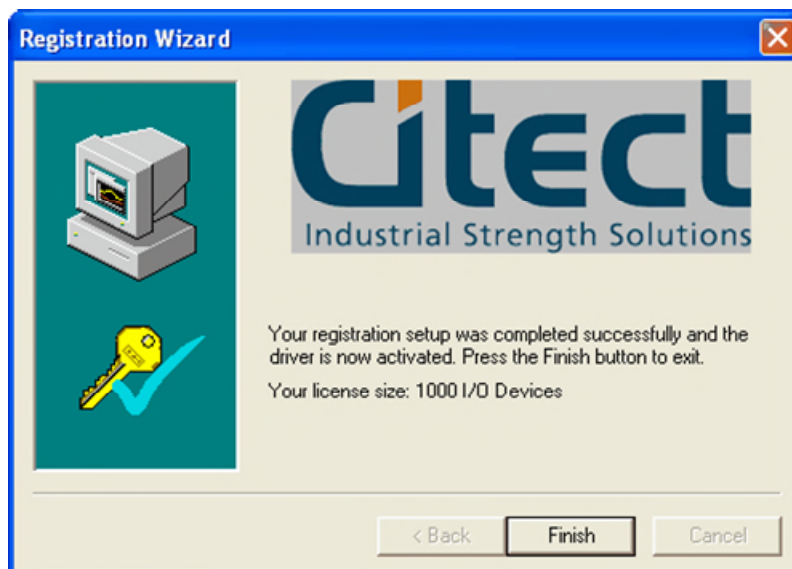 Registration Wizard
Citect
Industrial Strength Solutions
Your registration setup was completed successfully and the
driver is now activated. Press the Finish button to exit.
Your license size: 1000 I/O Devices
< Back
Finish
Cancel